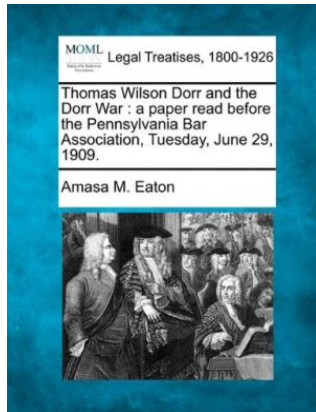 MOML Legal Treatises, 1800-1926
Thomas Wilson Dorr and the
Dorr War : a paper read before
the Pennsylvania Bar
Association, Tuesday, June 29,
1909.
Amasa M. Eaton